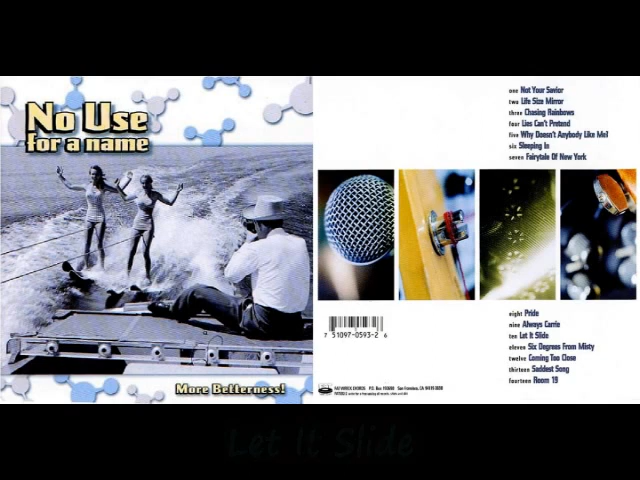 No Use
for a name
More Betterness!
one Not Your Savior
two Life Size Mirror
three Chasing Rainbows
four Lies Can't Pretend
five Why Doesn't Anybody Like Me?
six Sleeping In
seven Fairytale Of New York
7 51097-0593-2 6
eight Pride
nine Always Carrie
ten Let It Slide
eleven Six Degrees From Misty
twelve Coming Too Close
thirteen Saddest Song
fourteen Room 19
Let It Slide